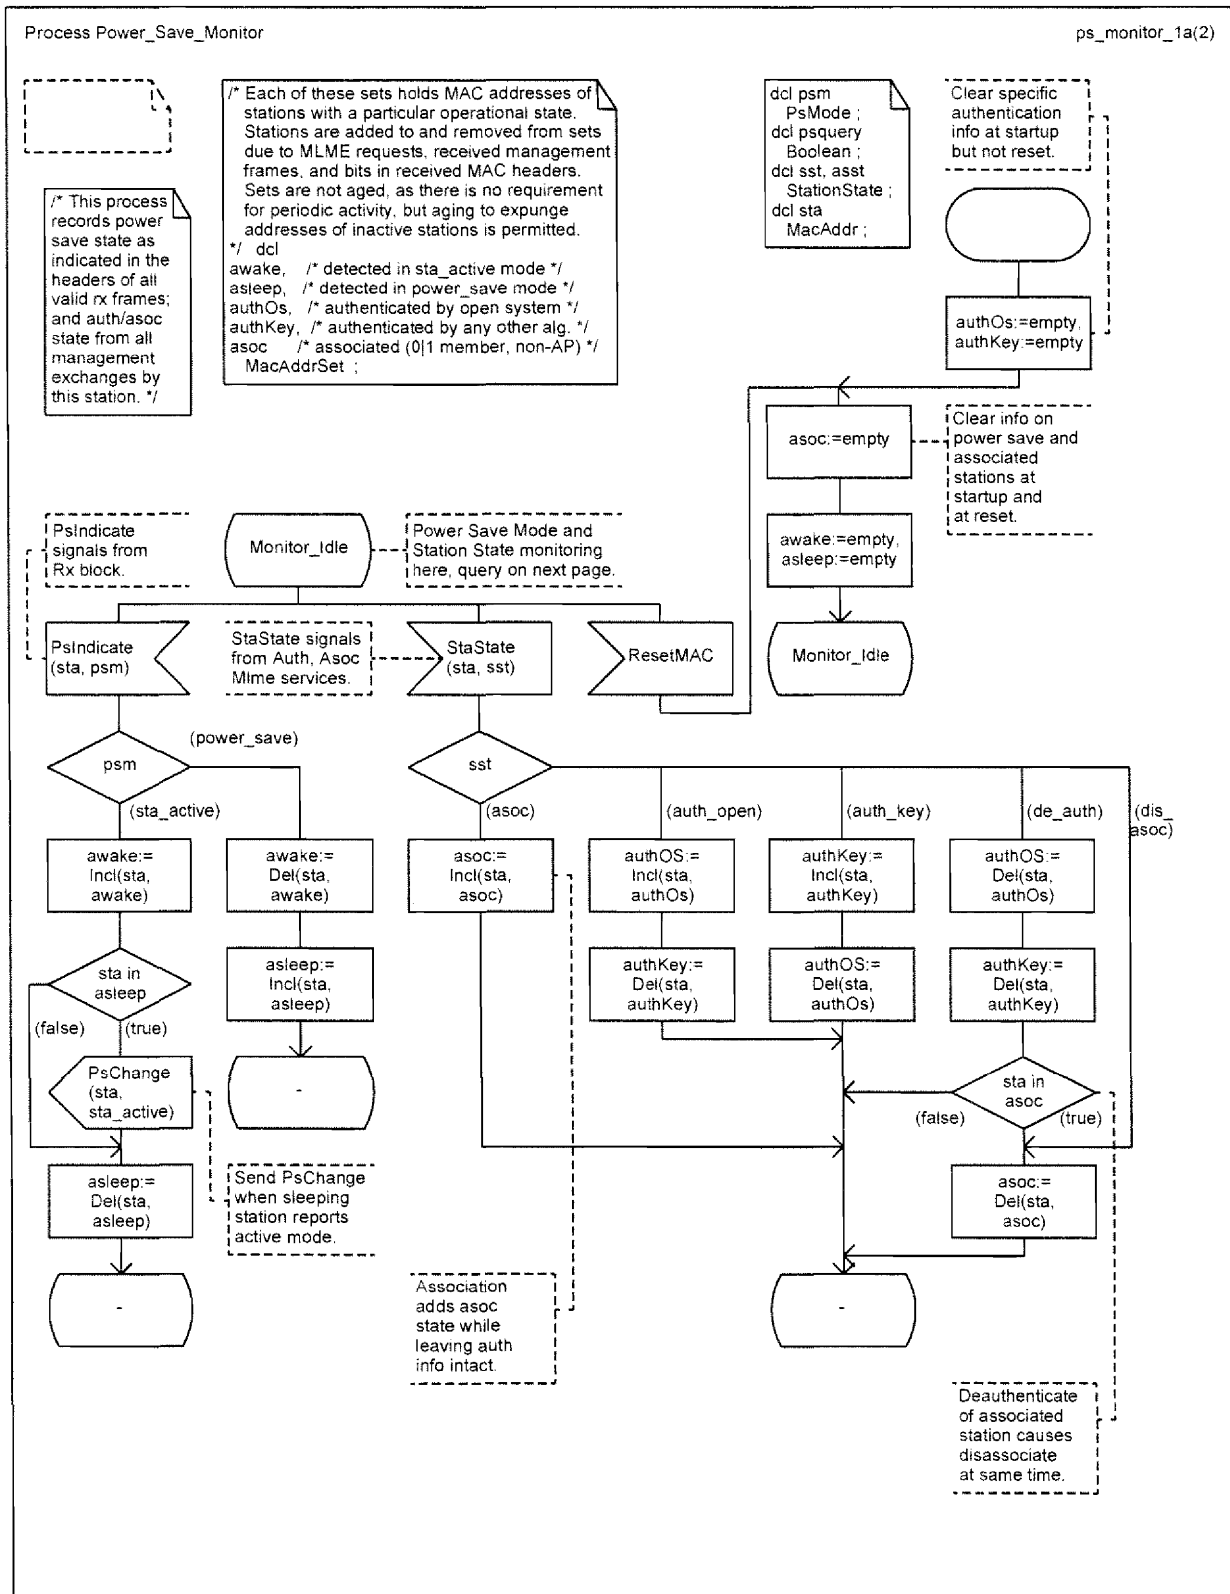 Process Power_Save_Monitor
ps_monitor_1a(2)
/* This process
records power
save state as
indicated in the
headers of all
valid rx frames;
and auth/asoc
state from all
management
exchanges by
this station. */
/* Each of these sets holds MAC addresses of
stations with a particular operational state.
Stations are added to and removed from sets
due to MLME requests, received management
frames, and bits in received MAC headers.
Sets are not aged, as there is no requirement
for periodic activity, but aging to expunge
addresses of inactive stations is permitted.
*/ dcl
awake, /* detected in sta_active mode */
asleep, /* detected in power_save mode */
authOs, /* authenticated by open system */
authKey, /* authenticated by any other alg. */
asoc /* associated (0|1 member, non-AP) */
MacAddrSet ;
dcl psm
PsMode ;
dcl psquery
Boolean ;
dcl sst, asst
StationState ;
dcl sta
MacAddr ;
Clear specific
authentication
info at startup
but not reset.
authOs:=empty,
authKey:=empty
asoc:=empty
Clear info on
power save and
associated
stations at
startup and
at reset.
awake:=empty,
asleep:=empty
Monitor_Idle
PsIndicate
signals from
Rx block.
Monitor_Idle
Power Save Mode and
Station State monitoring
here, query on next page.
PsIndicate
(sta, psm)
StaState signals
from Auth, Asoc
Mlme services.
StaState
(sta, sst)
ResetMAC
psm
(power_save)
(sta_active)
sst
(asoc)
(auth_open)
(auth_key)
(de_auth)
(dis_
asoc)
awake:=
Incl(sta,
awake)
awake:=
Del(sta,
awake)
asoc:=
Incl(sta,
asoc)
authOS:=
Incl(sta,
authOs)
authKey:=
Incl(sta,
authKey)
authOS:=
Del(sta,
authOs)
sta in
asleep
(false)
(true)
asleep:=
Incl(sta,
asleep)
authKey:=
Del(sta,
authKey)
authOS:=
Del(sta,
authOs)
authKey:=
Del(sta,
authKey)
PsChange
(sta,
sta_active)
-
sta in
asoc
(false)
(true)
asleep:=
Del(sta,
asleep)
Send PsChange
when sleeping
station reports
active mode.
asoc:=
Del(sta,
asoc)
-
Association
adds asoc
state while
leaving auth
info intact.
-
Deauthenticate
of associated
station causes
disassociate
at same time.